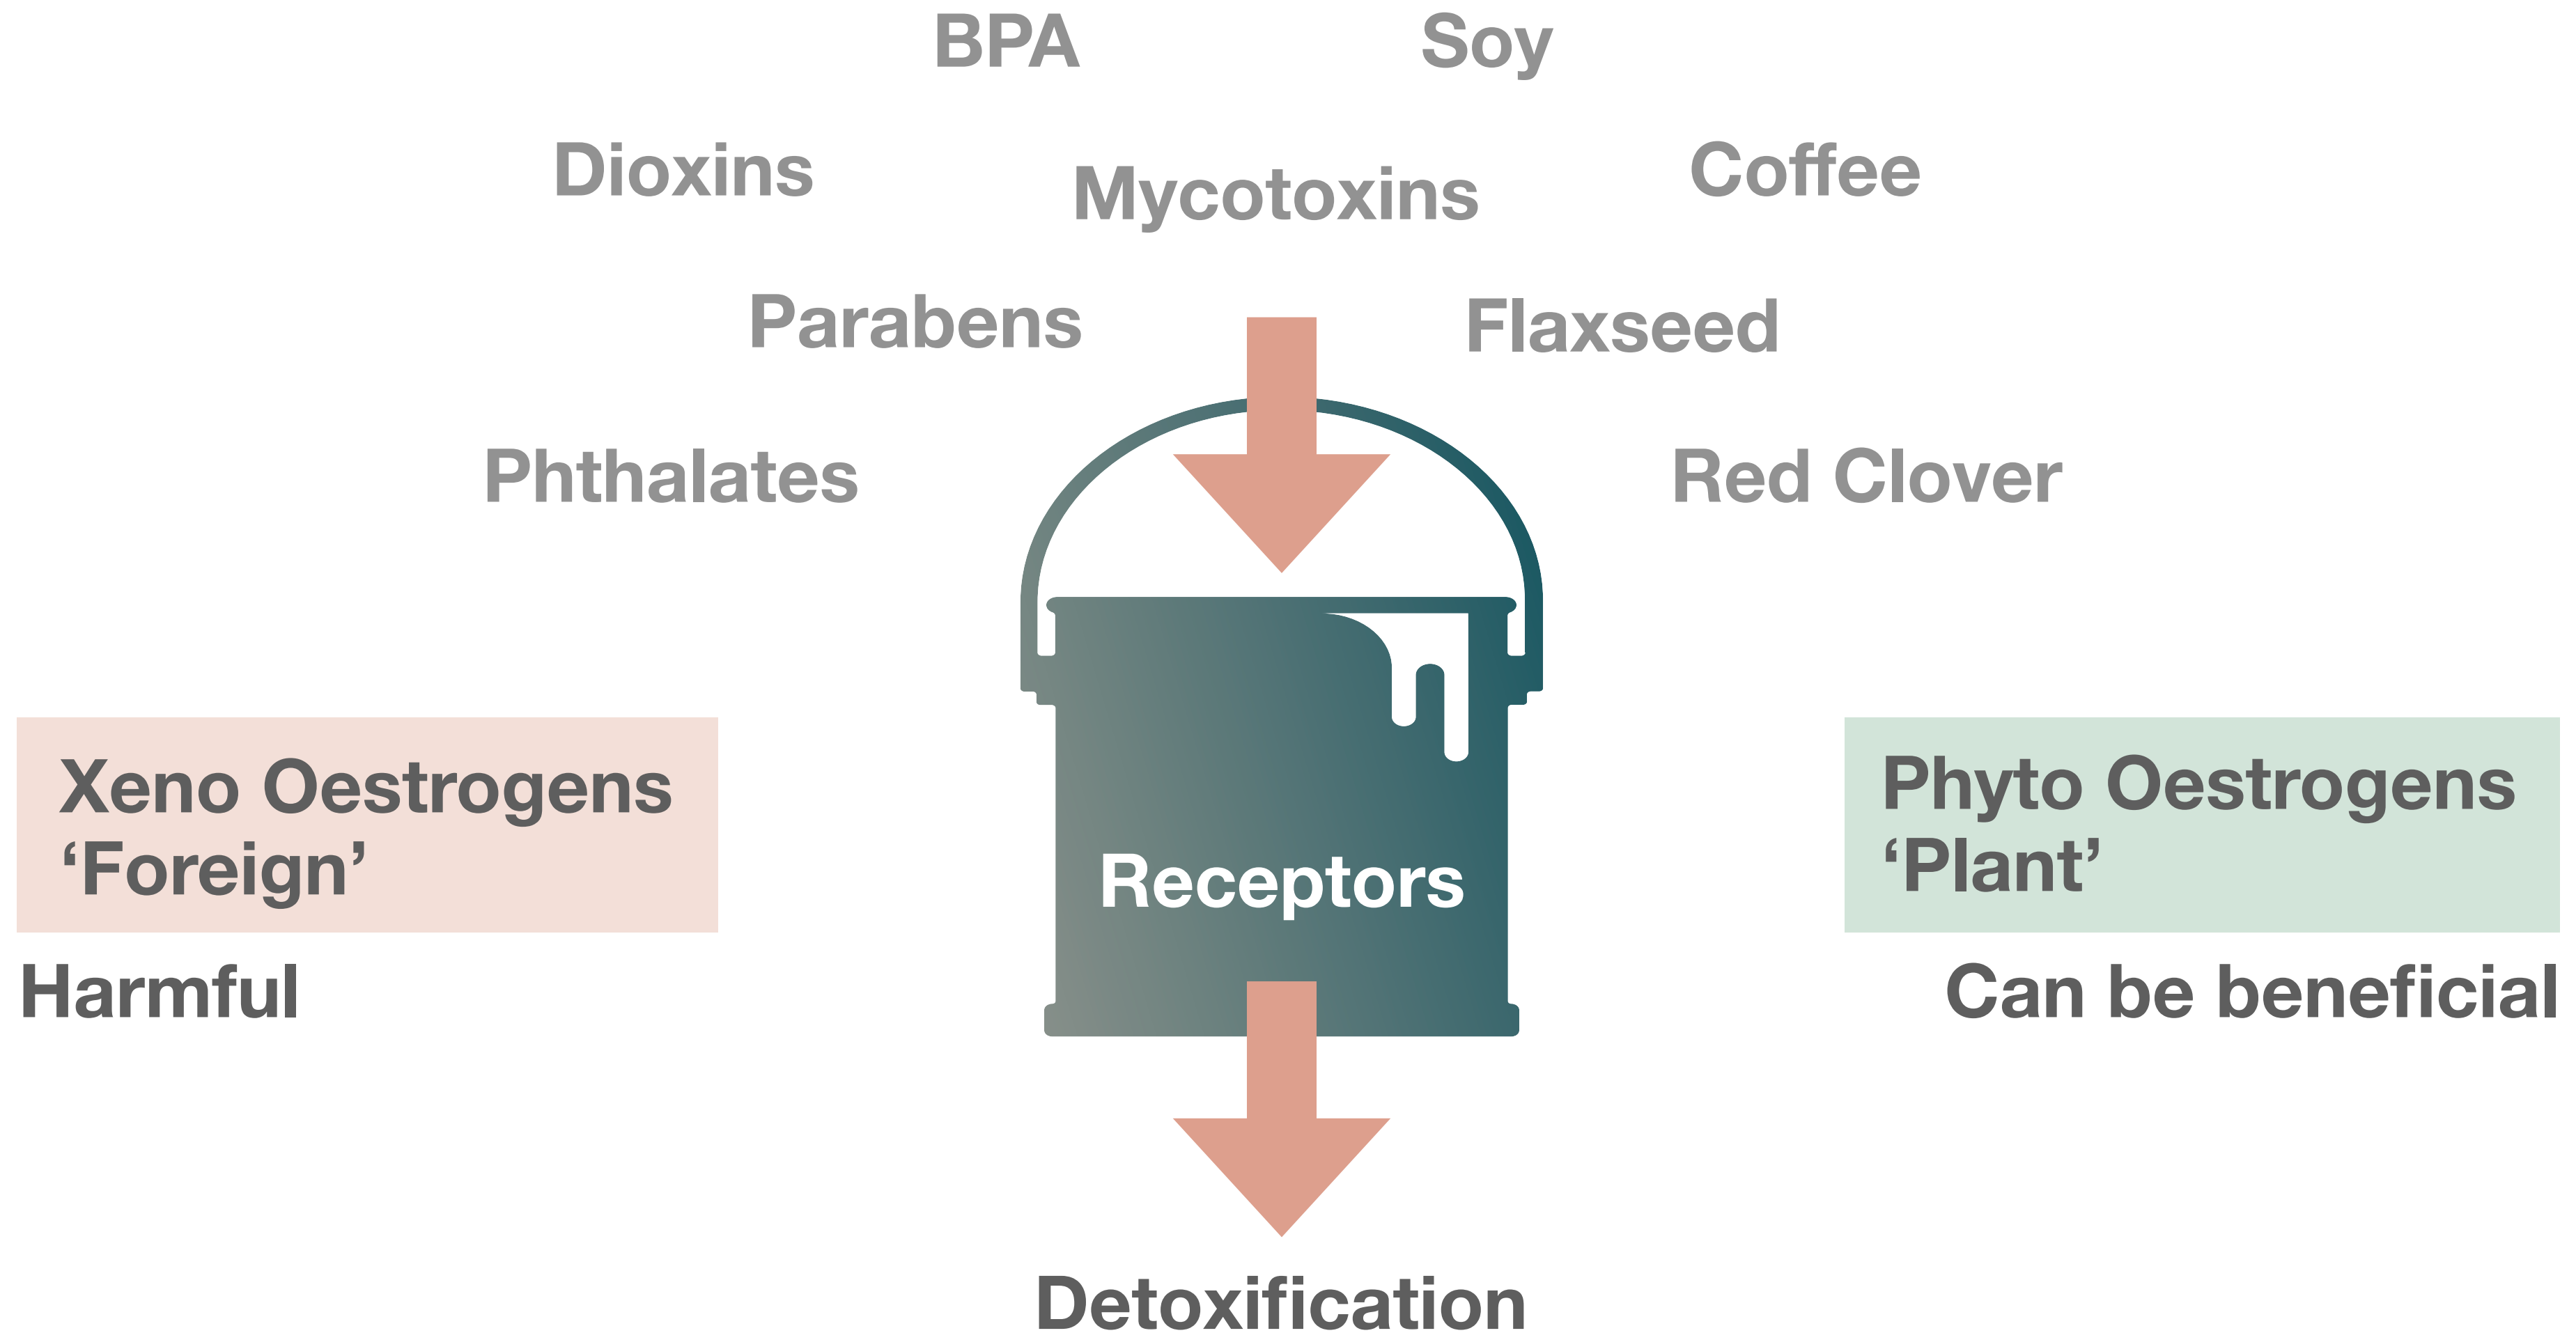 BPA
Soy
Dioxins
Mycotoxins
Coffee
Parabens
Flaxseed
Phthalates
Red Clover
Xeno Oestrogens
‘Foreign’
Harmful
Receptors
Phyto Oestrogens
‘Plant’
Can be beneficial
Detoxification